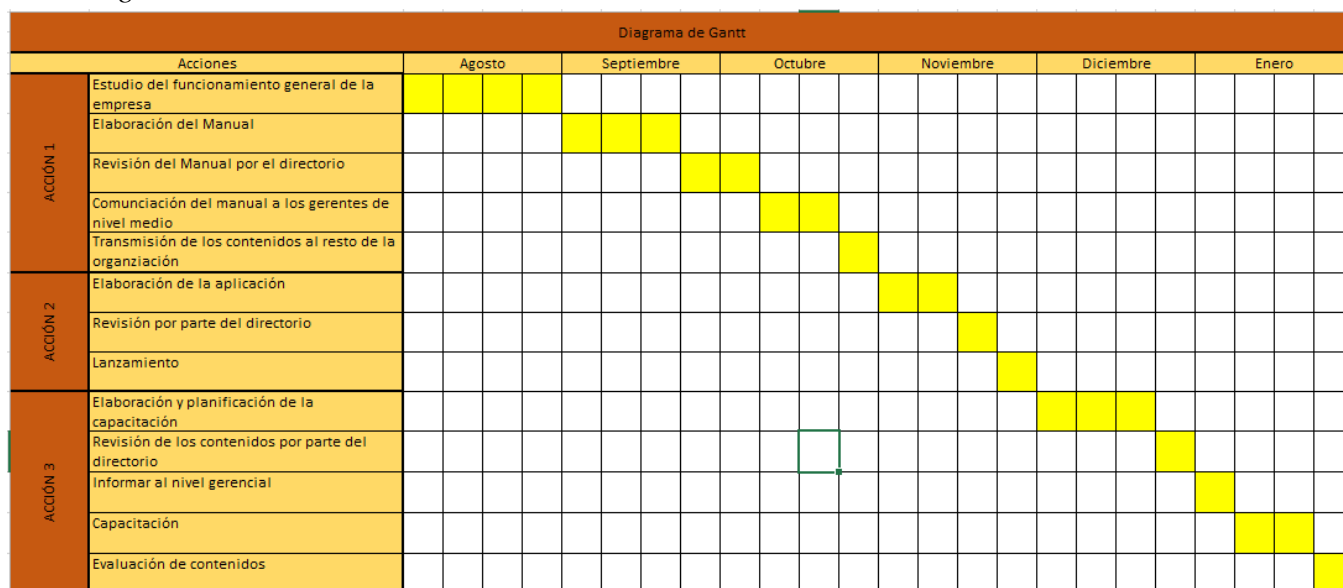 Diagrama de Gantt
Acciones Agosto Septiembre Octubre Noviembre Diciembre Enero
ACCIÓN 1
Estudio del funcionamiento general de la
empresa
Elaboración del Manual
Revisión del Manual por el directorio
Comunciación del manual a los gerentes de
nivel medio
Transmisión de los contenidos al resto de la
organziación
ACCIÓN 2
Elaboración de la aplicación
Revisión por parte del directorio
Lanzamiento
ACCIÓN 3
Elaboración y planificación de la
capacitación
Revisión de los contenidos por parte del
directorio
Informar al nivel gerencial
Capacitación
Evaluación de contenidos